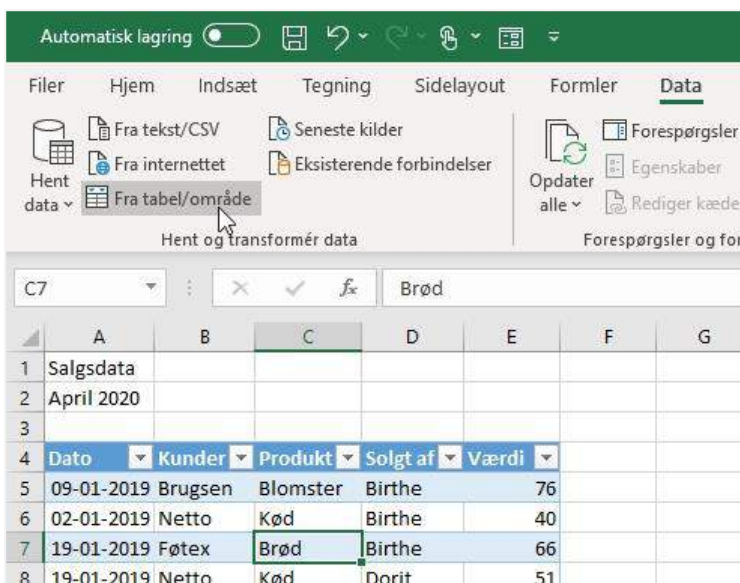 Automatisk lagring
Filer Hjem Indsæt Tegning Sidelayout Formler Data
Fra tekst/CSV Seneste kilder Forespørgsler
Fra internettet Eksisterende forbindelser Egenskaber
Hent data Fra tabel/område Opdater alle Rediger kæde
Hent og transformér data Forespørgsler og for
C7 fx Brød
A B C D E F G
1 Salgsdata
2 April 2020
3
4 Dato Kunder Produkt Solgt af Værdi
5 09-01-2019 Brugsen Blomster Birthe 76
6 02-01-2019 Netto Kød Birthe 40
7 19-01-2019 Føtex Brød Birthe 66
8 19-01-2019 Netto Kød Dorit 51